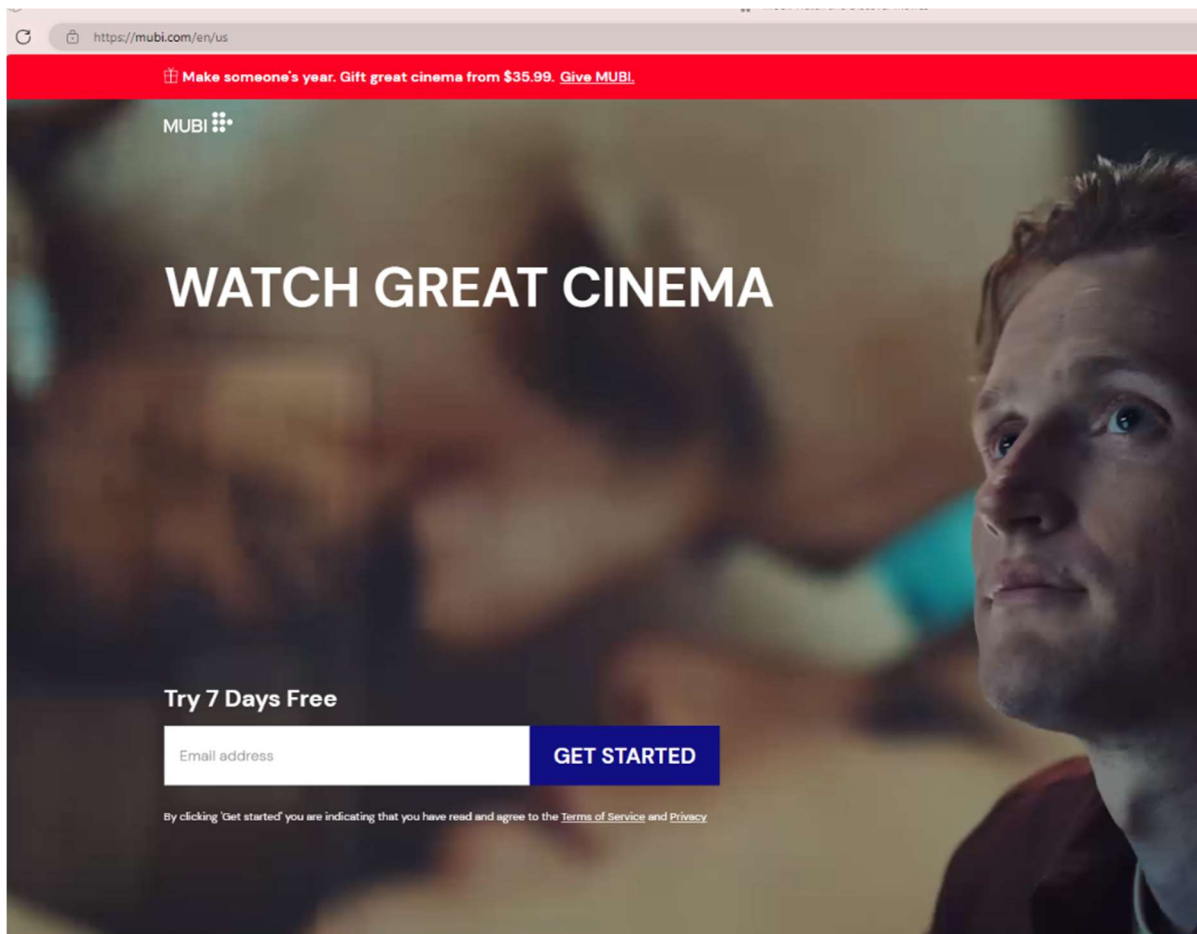 https://mubi.com/en/us
Make someone's year. Gift great cinema from $35.99. Give MUBI.
MUBI
WATCH GREAT CINEMA
Try 7 Days Free
Email address
GET STARTED
By clicking 'Get started' you are indicating that you have read and agree to the Terms of Service and Privacy